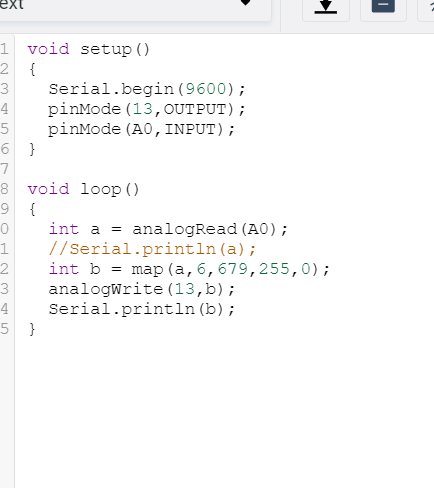 ext
1 void setup()
2 {
3 Serial.begin(9600);
4 pinMode(13,OUTPUT);
5 pinMode(A0,INPUT);
6 }
7
8 void loop()
9 {
0 int a = analogRead(A0);
1 //Serial.println(a);
2 int b = map(a,6,679,255,0);
3 analogWrite(13,b);
4 Serial.println(b);
5 }